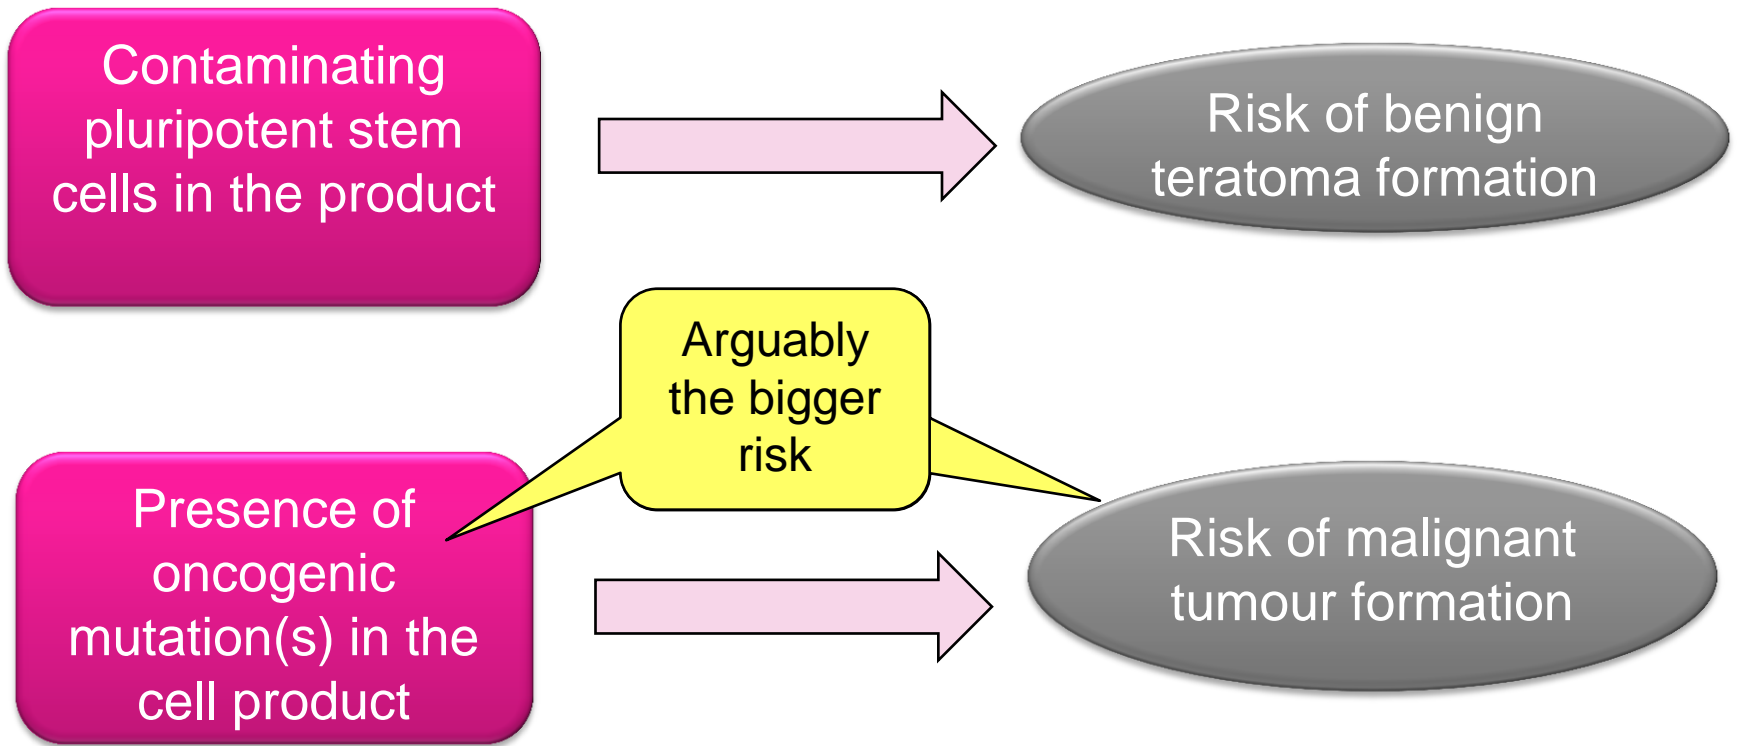 Contaminating
pluripotent stem
cells in the product
Risk of benign
teratoma formation
Arguably
the bigger
risk
Presence of
oncogenic
mutation(s) in the
cell product
Risk of malignant
tumour formation